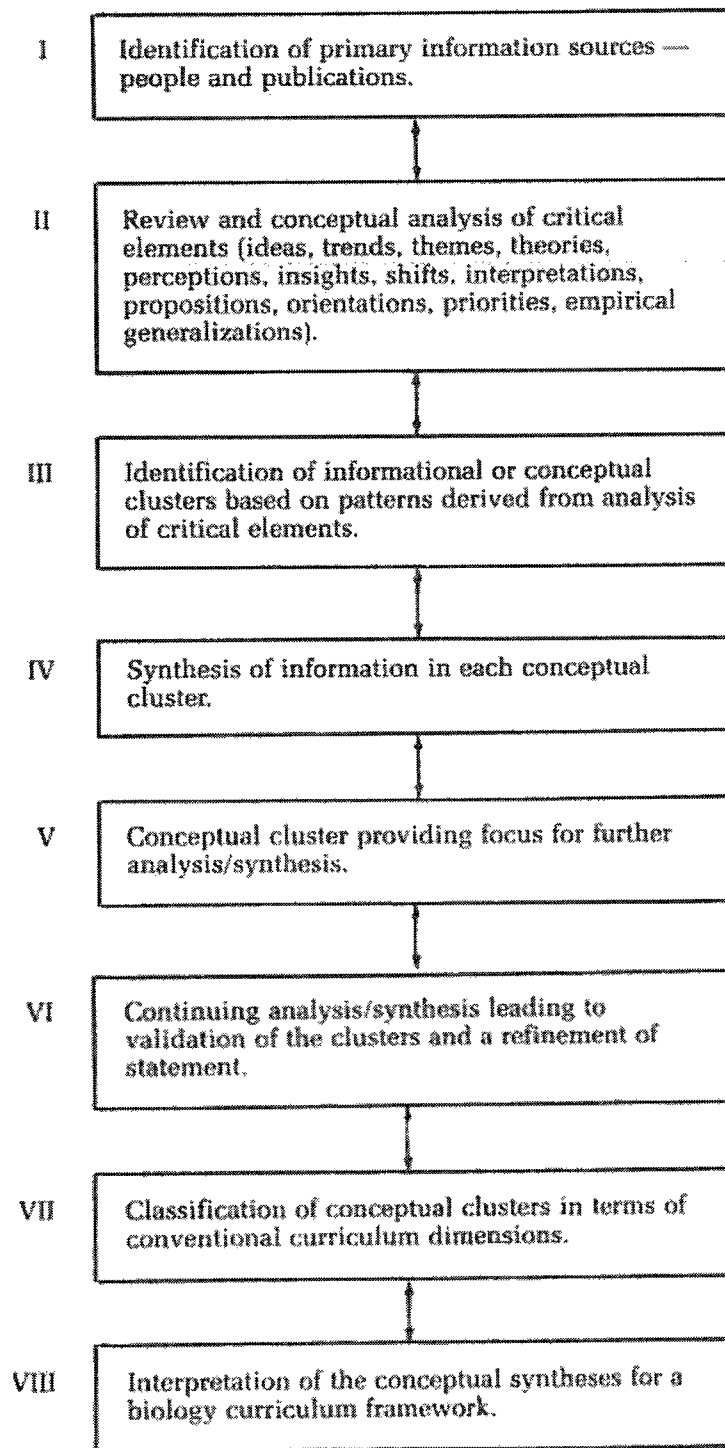 I Identification of primary information sources —
people and publications.
II Review and conceptual analysis of critical
elements (ideas, trends, themes, theories,
perceptions, insights, shifts, interpretations,
propositions, orientations, priorities, empirical
generalizations).
III Identification of informational or conceptual
clusters based on patterns derived from analysis
of critical elements.
IV Synthesis of information in each conceptual
cluster.
V Conceptual cluster providing focus for further
analysis/synthesis.
VI Continuing analysis/synthesis leading to
validation of the clusters and a refinement of
statement.
VII Classification of conceptual clusters in terms of
conventional curriculum dimensions.
VIII Interpretation of the conceptual syntheses for a
biology curriculum framework.